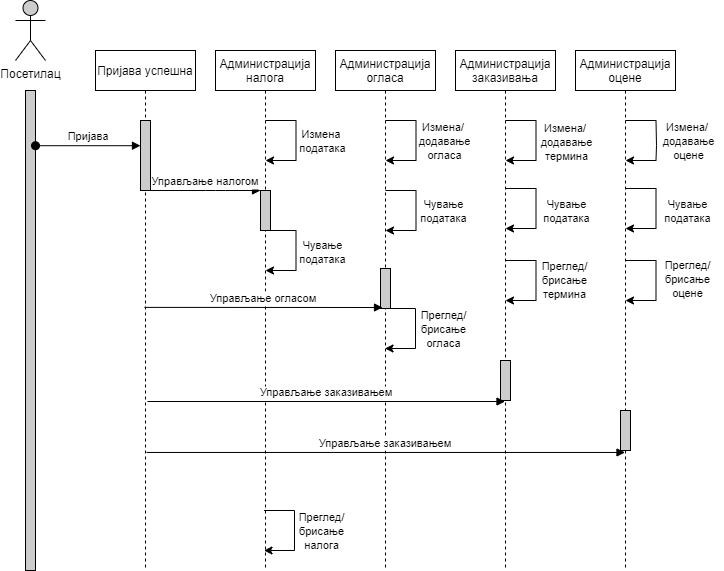 Посетилац
Пријава успешна
Администрација
налога
Администрација
огласа
Администрација
заказивања
Администрација
оцене
Пријава
Измена
података
Измена/
додавање
огласа
Измена/
додавање
термина
Измена/
додавање
оцене
Управљање налогом
Чување
података
Чување
података
Чување
података
Чување
података
Преглед/
брисање
термина
Преглед/
брисање
оцене
Управљање огласом
Преглед/
брисање
огласа
Управљање заказивањем
Управљање заказивањем
Преглед/
брисање
налога